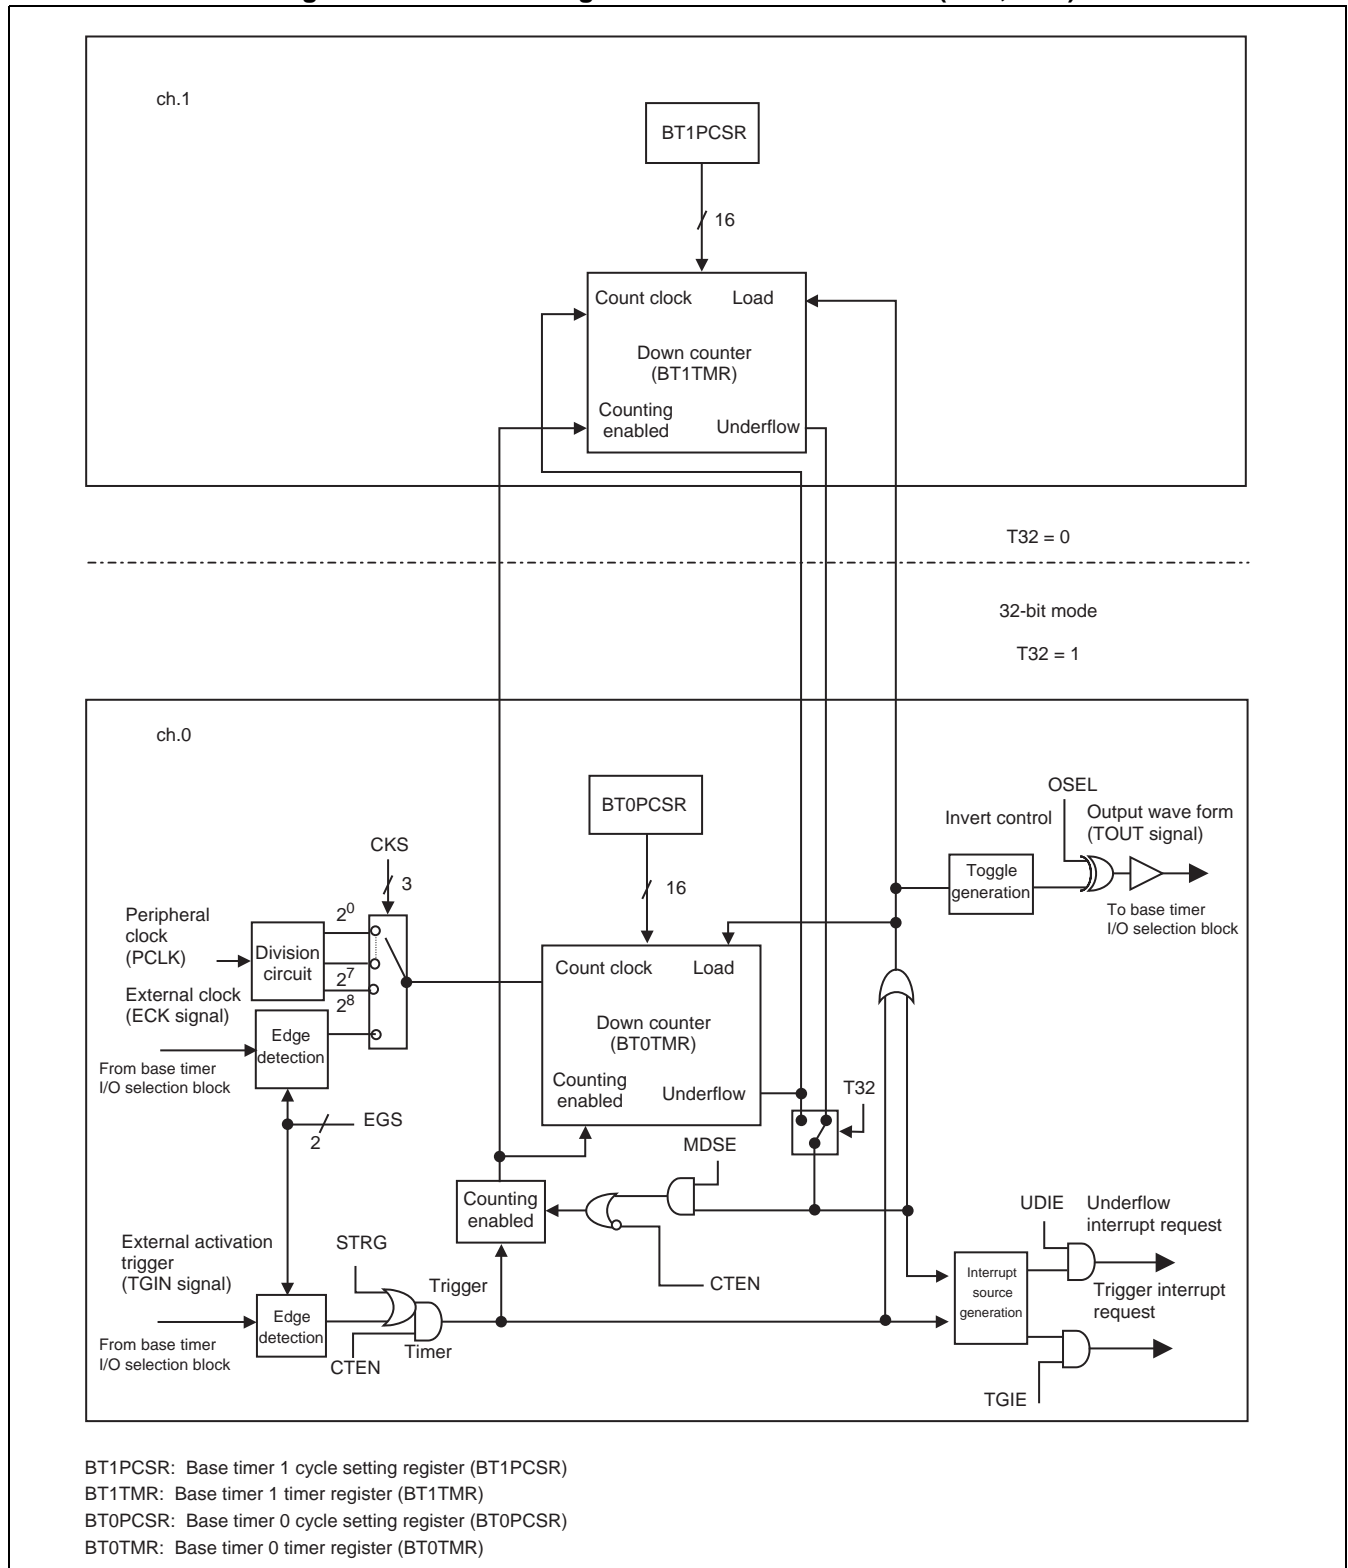 ch.1
BT1PCSR
16
Count clock
Load
Down counter
(BT1TMR)
Counting
enabled
Underflow
T32 = 0
32-bit mode
T32 = 1
ch.0
BT0PCSR
16
OSEL
Invert control
Output wave form
(TOUT signal)
Toggle
generation
To base timer
I/O selection block
CKS
3
Peripheral
clock
(PCLK)
Division
circuit
2⁰
2⁷
2⁸
External clock
(ECK signal)
Edge
detection
From base timer
I/O selection block
EGS
2
Count clock
Load
Down counter
(BT0TMR)
Counting
enabled
Underflow
T32
MDSE
Counting
enabled
CTEN
External activation
trigger
(TGIN signal)
STRG
Trigger
Edge
detection
Timer
CTEN
From base timer
I/O selection block
UDIE
Underflow
interrupt request
Interrupt
source
generation
Trigger interrupt
request
TGIE
BT1PCSR: Base timer 1 cycle setting register (BT1PCSR)
BT1TMR: Base timer 1 timer register (BT1TMR)
BT0PCSR: Base timer 0 cycle setting register (BT0PCSR)
BT0TMR: Base timer 0 timer register (BT0TMR)